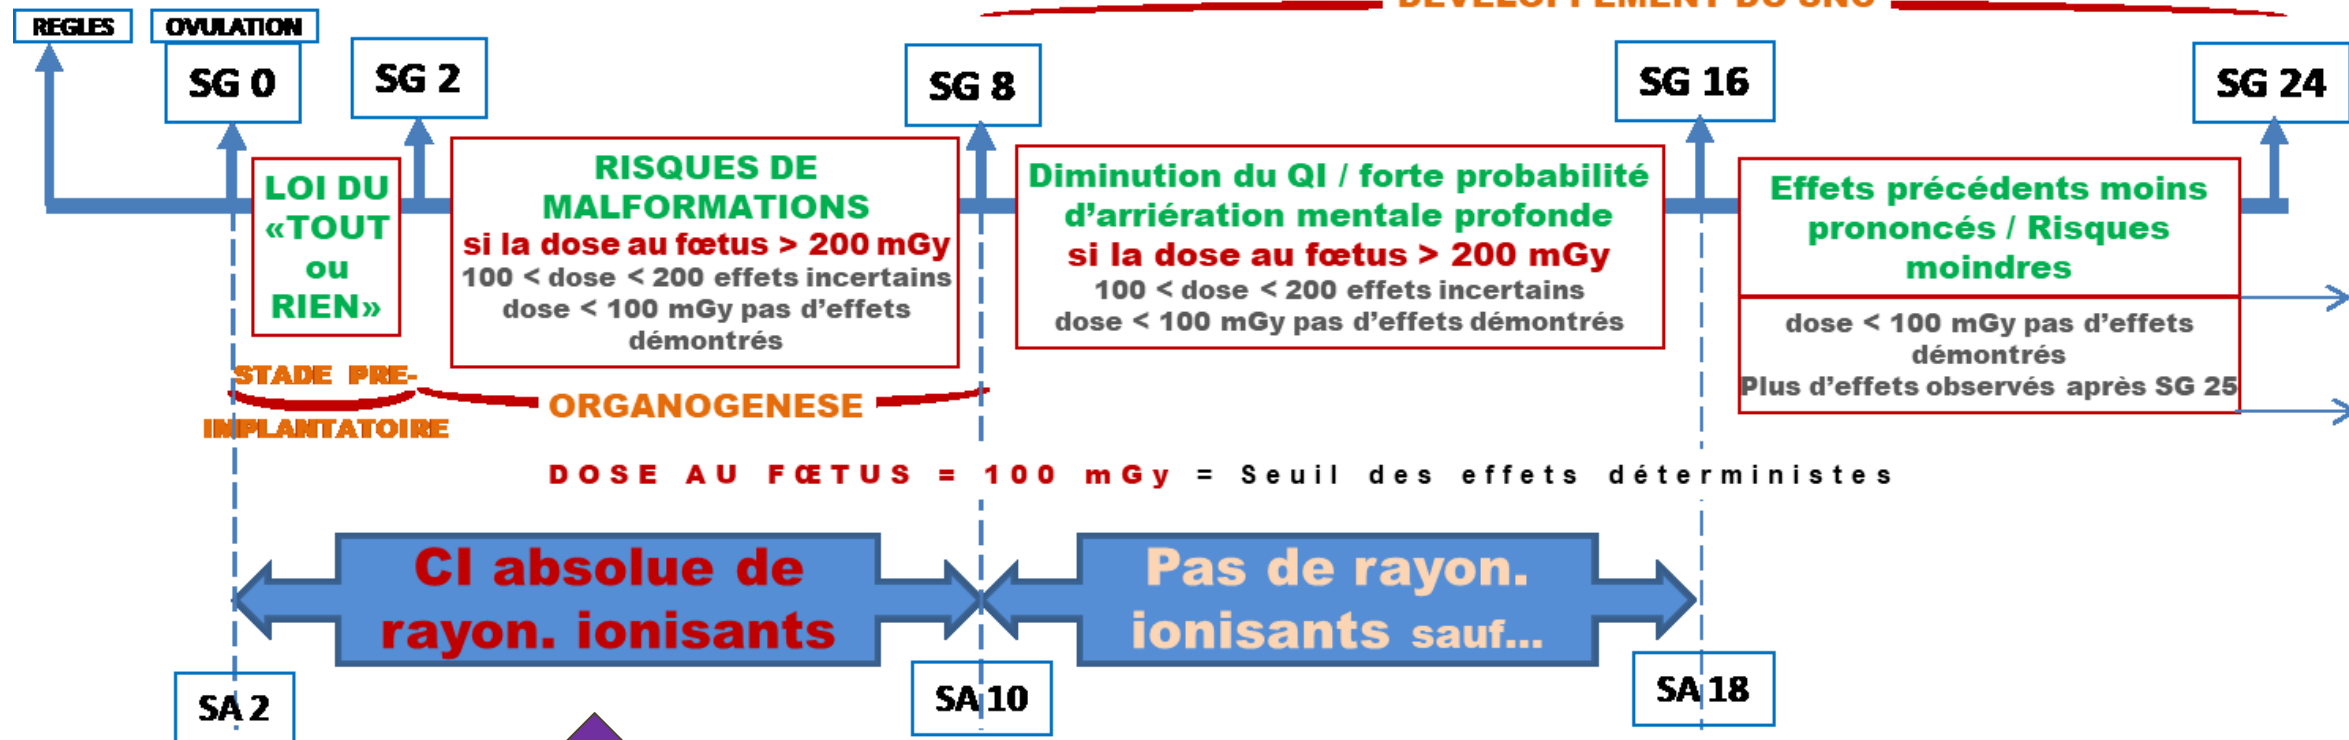 DEVELOPPEMENT DU SNC
REGLES
OVULATION
SG 0
SG 2
SG 8
SG 16
SG 24
LOI DU
«TOUT
ou
RIEN»
RISQUES DE
MALFORMATIONS
si la dose au fœtus > 200 mGy
100 < dose < 200 effets incertains
dose < 100 mGy pas d’effets
démontrés
Diminution du QI / forte probabilité
d’arriération mentale profonde
si la dose au fœtus > 200 mGy
100 < dose < 200 effets incertains
dose < 100 mGy pas d’effets démontrés
Effets précédents moins
prononcés / Risques
moindres
dose < 100 mGy pas d’effets
démontrés
Plus d’effets observés après SG 25
STADE PRE-
IMPLANTATOIRE
ORGANOGENESE
DOSE AU FŒTUS = 100 mGy = Seuil des effets déterministes
CI absolue de
rayon. ionisants
Pas de rayon.
ionisants sauf...
SA 2
SA 10
SA 18